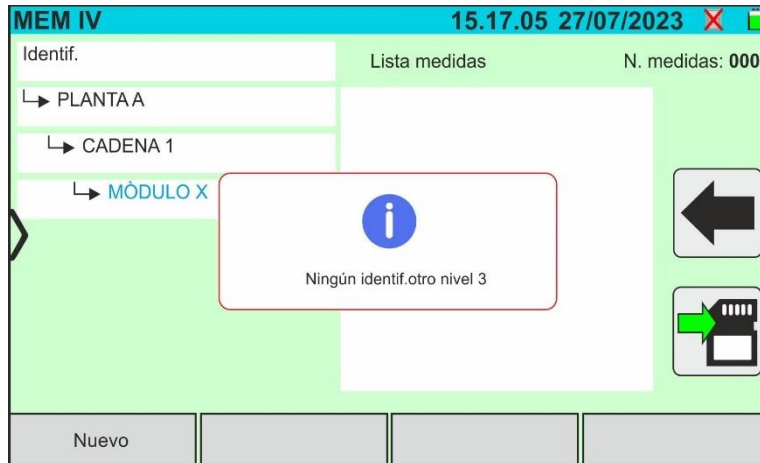 MEM IV 15.17.05 27/07/2023
Identif.
Lista medidas N. medidas: 000
PLANTA A
CADENA 1
MÒDULO X
Ningún identif.otro nivel 3
Nuevo